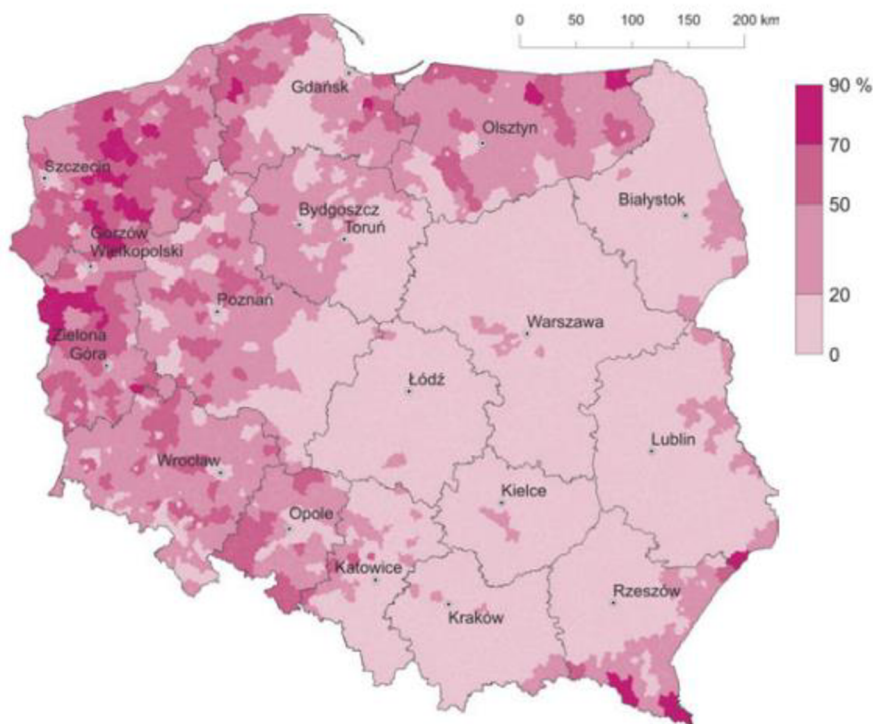 0 50 100 150 200 km
90 %
70
50
20
0
Gdańsk
Olsztyn
Szczecin
Białystok
Bydgoszcz
Toruń
Gorzów
Wielkopolski
Poznań
Warszawa
Zielona
Góra
Łódź
Lublin
Wrocław
Kielce
Opole
Katowice
Rzeszów
Kraków